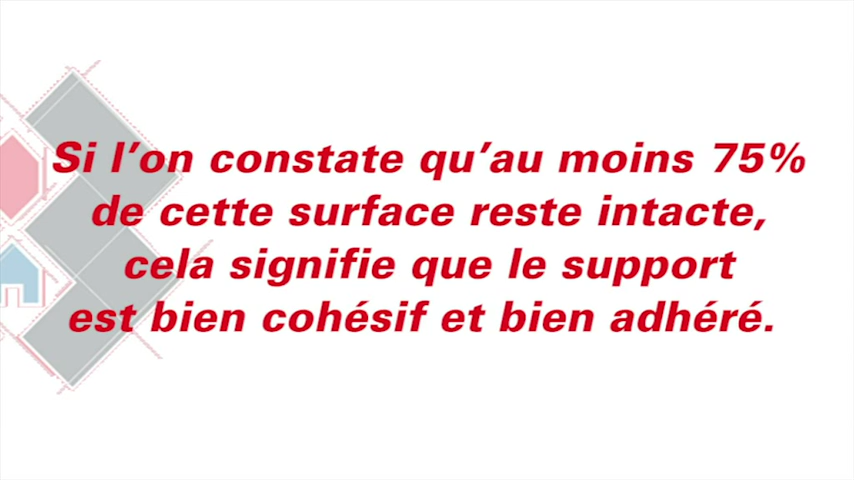 Si l’on constate qu’au moins 75%
de cette surface reste intacte,
cela signifie que le support
est bien cohésif et bien adhéré.